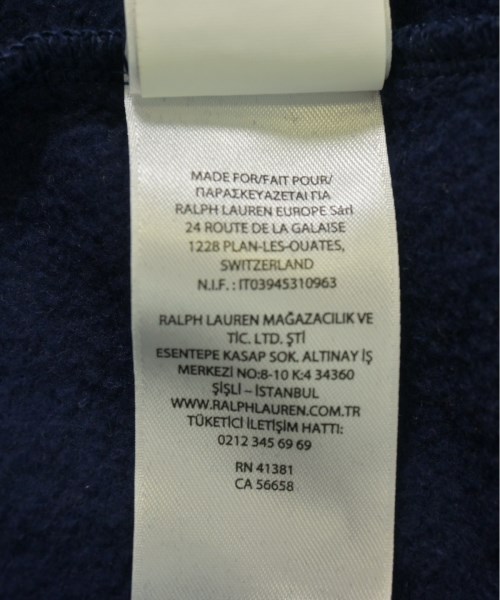 MADE FOR/FAIT POUR/
ΠΑΡΑΣΚΕΥΑΖΕΤΑΙ ΓΙΑ
RALPH LAUREN EUROPE Sárl
24 ROUTE DE LA GALAISE
1228 PLAN-LES-OUATES,
SWITZERLAND
N.I.F. : IT03945310963
RALPH LAUREN MAĞAZACILIK VE
TİC. LTD. ŞTİ
ESENTEPE KASAP SOK. ALTINAY İŞ
MERKEZİ NO:8-10 K:4 34360
ŞİŞLİ – İSTANBUL
WWW.RALPHLAUREN.COM.TR
TÜKETİCİ İLETİŞİM HATTI:
0212 345 69 69
RN 41381
CA 56658